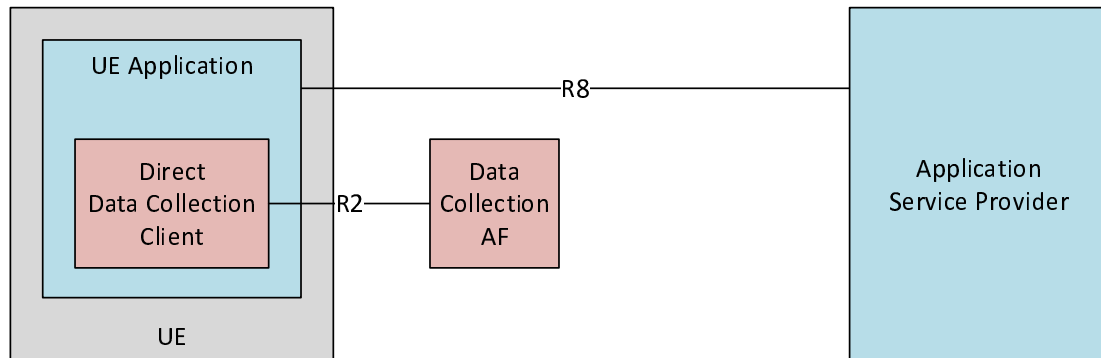 UE Application
R8
Direct
Data Collection
Client
R2
Data
Collection
AF
Application
Service Provider
UE